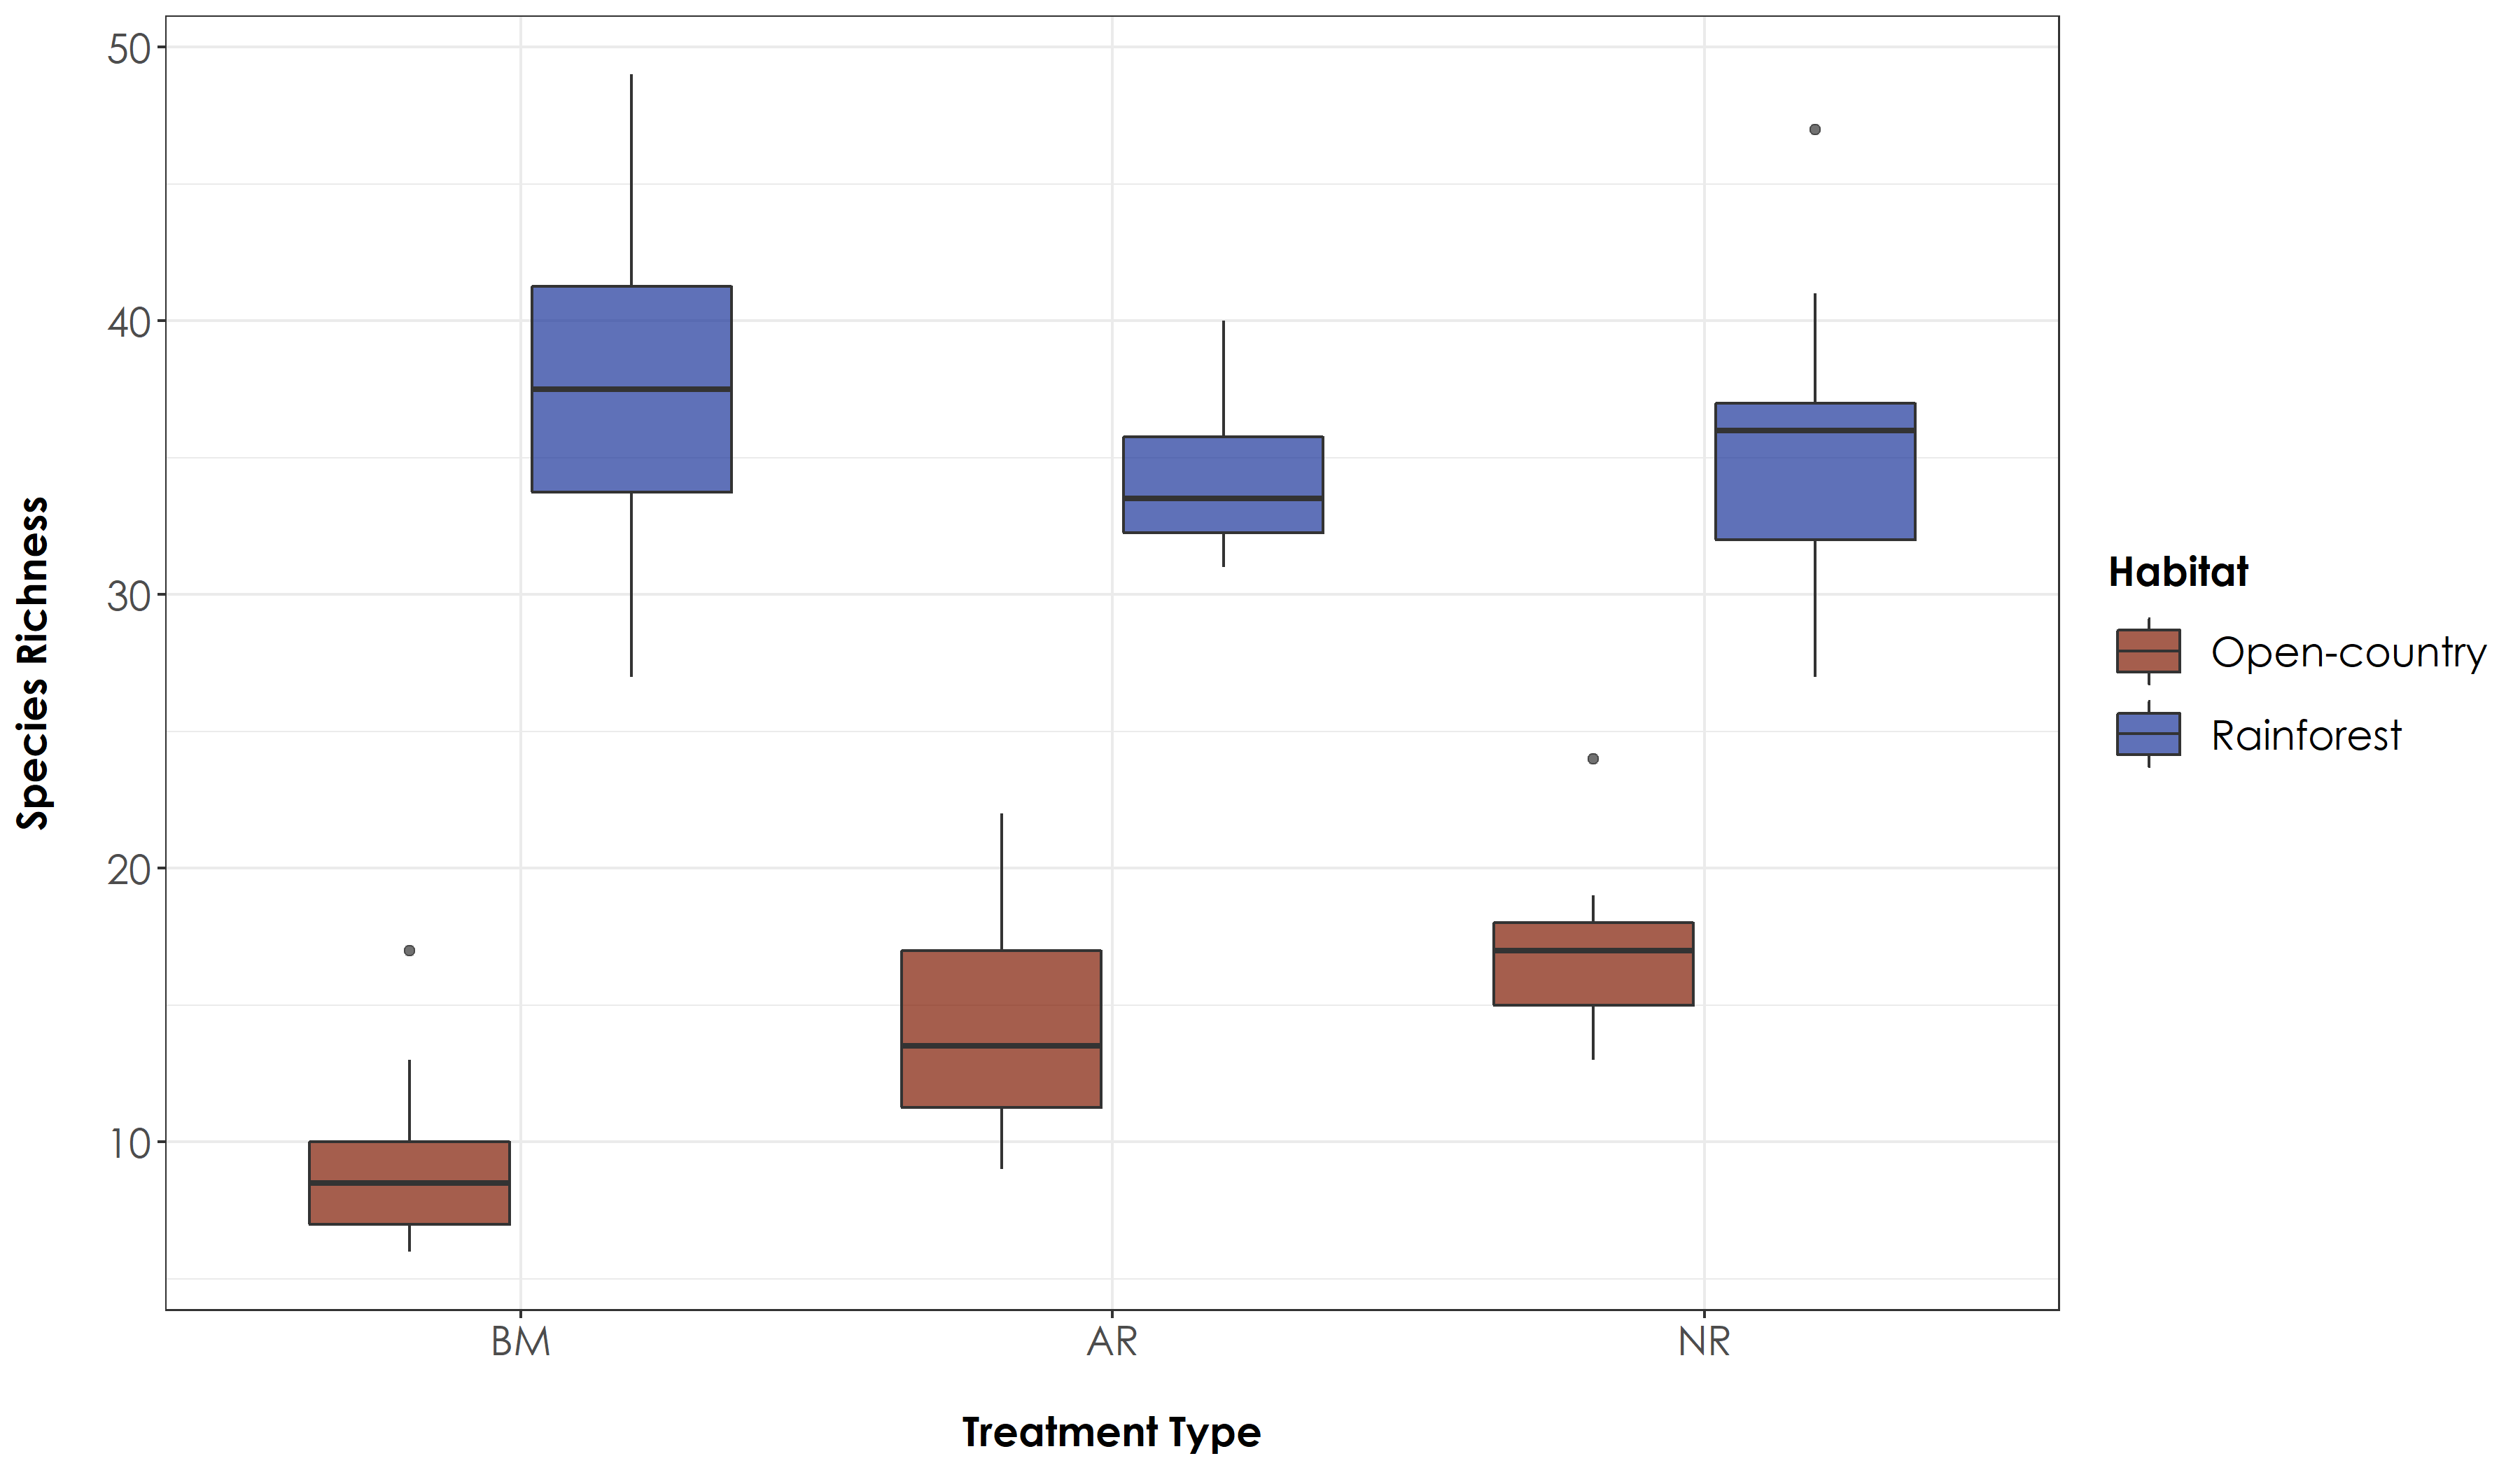 Species Richness
50
40
30
20
10
BM
AR
NR
Treatment Type
Habitat
Open-country
Rainforest